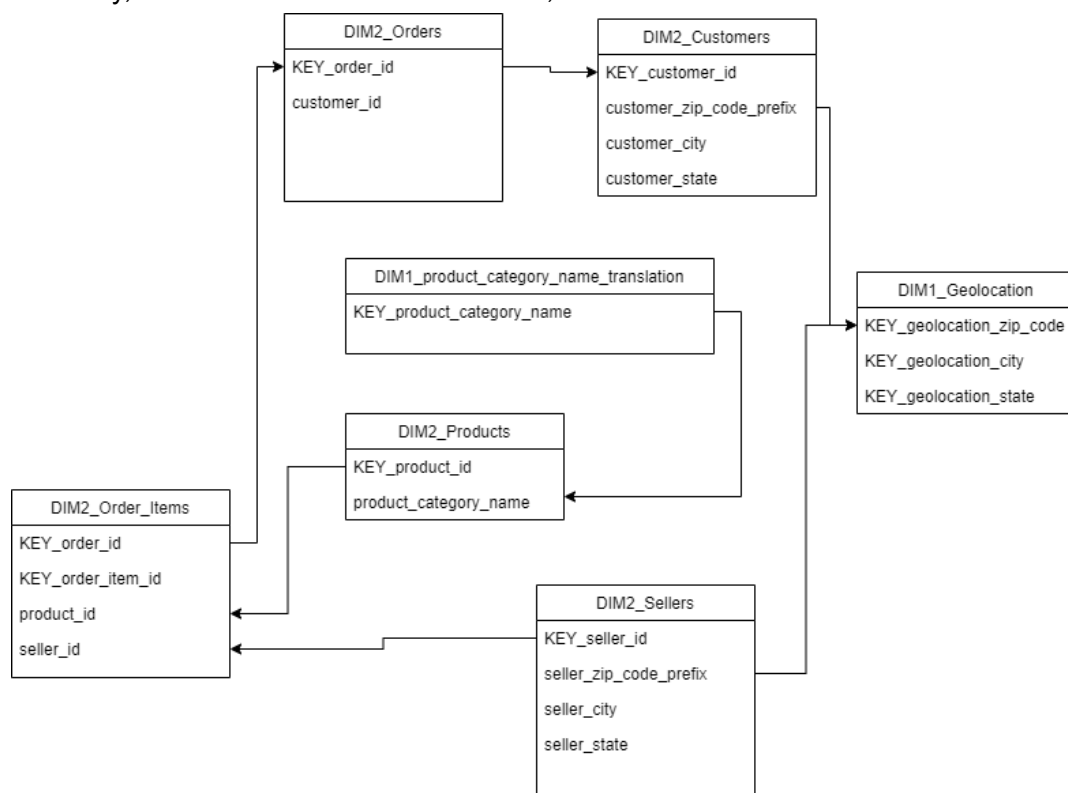 DIM2_Orders
KEY_order_id
customer_id
DIM2_Customers
KEY_customer_id
customer_zip_code_prefix
customer_city
customer_state
DIM1_product_category_name_translation
KEY_product_category_name
DIM1_Geolocation
KEY_geolocation_zip_code
KEY_geolocation_city
KEY_geolocation_state
DIM2_Products
KEY_product_id
product_category_name
DIM2_Order_Items
KEY_order_id
KEY_order_item_id
product_id
seller_id
DIM2_Sellers
KEY_seller_id
seller_zip_code_prefix
seller_city
seller_state